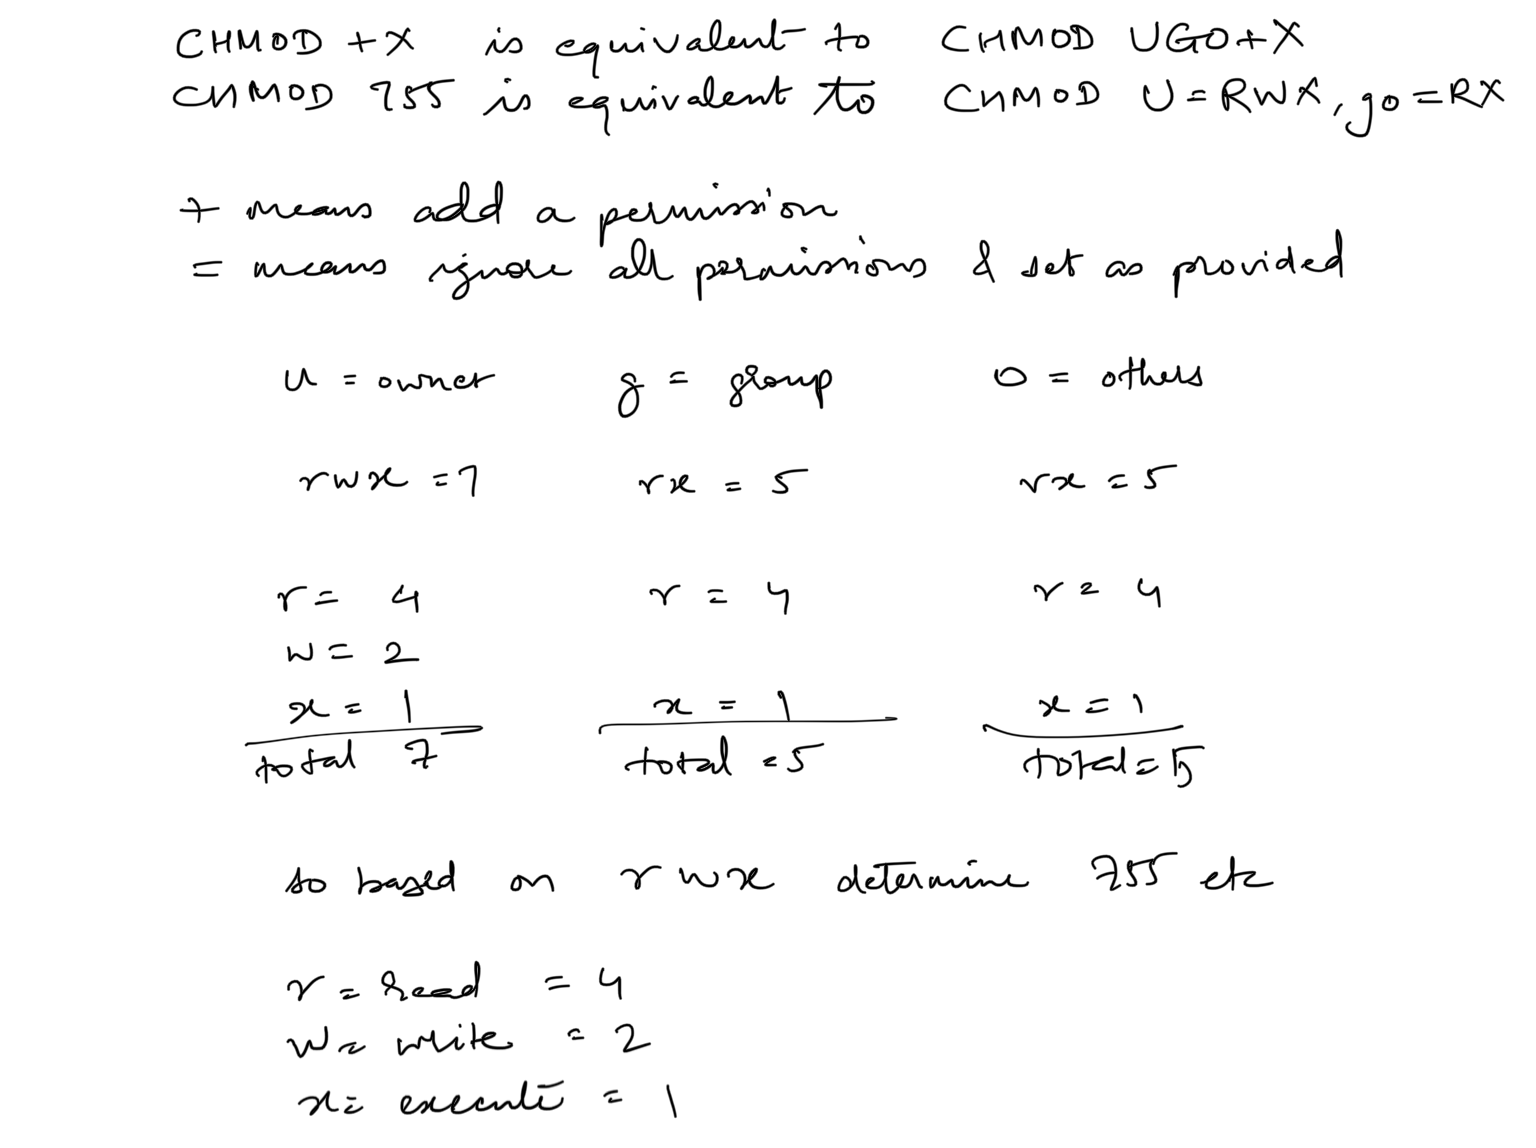 CHMOD +X is equivalent to CHMOD UGO+X
CHMOD 755 is equivalent to CHMOD U=RWX, go=RX
+ means add a permission
= means ignore all permissions & set as provided
u = owner g = group o = others
rwx = 7 rx = 5 rx = 5
r = 4 r = 4 r = 4
w = 2
x = 1 x = 1 x = 1
total 7 total = 5 total = 5
so based on rwx determine 755 etc
r = read = 4
w = write = 2
x = execute = 1